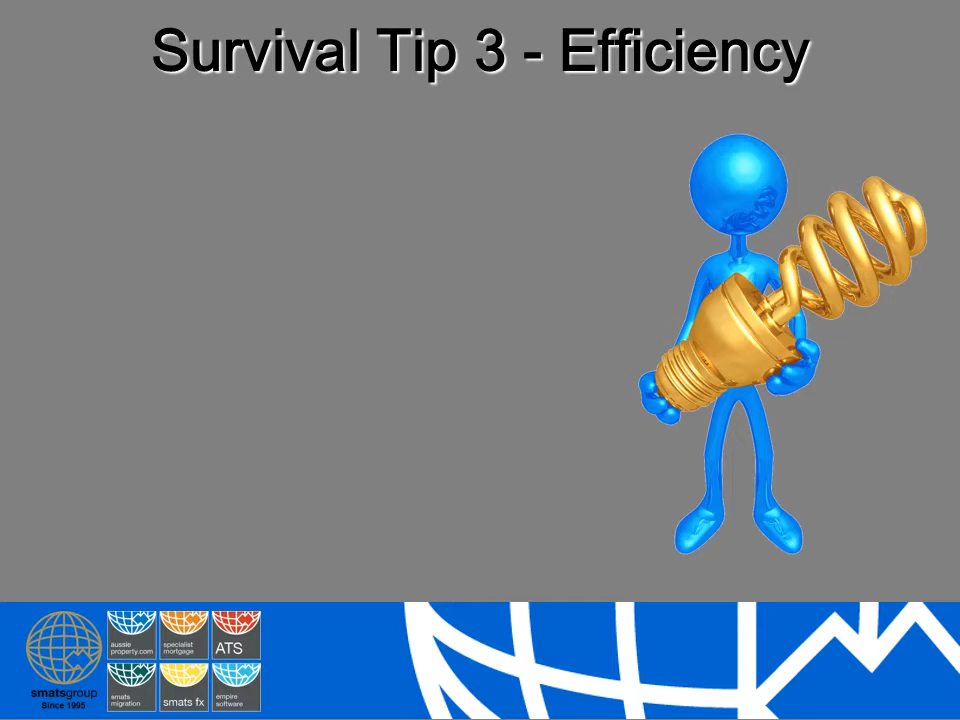 Survival Tip 3 - Efficiency
aussie
property.com
specialist
mortgage
ATS
smats
migration
smats fx
empire
software
smatsgroup
Since 1995